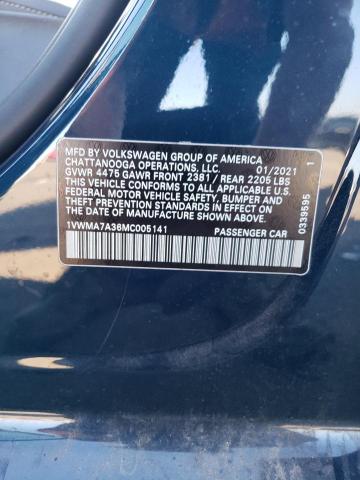 MFD BY VOLKSWAGEN GROUP OF AMERICA
CHATTANOOGA OPERATIONS, LLC. 01/2021
GVWR 4475 GAWR FRONT 2381 / REAR 2205 LBS
THIS VEHICLE CONFORMS TO ALL APPLICABLE U.S.
FEDERAL MOTOR VEHICLE SAFETY, BUMPER AND
THEFT PREVENTION STANDARDS IN EFFECT ON THE
DATE OF MANUFACTURE SHOWN ABOVE
1VWMA7A36MC005141 PASSENGER CAR
0339595 1